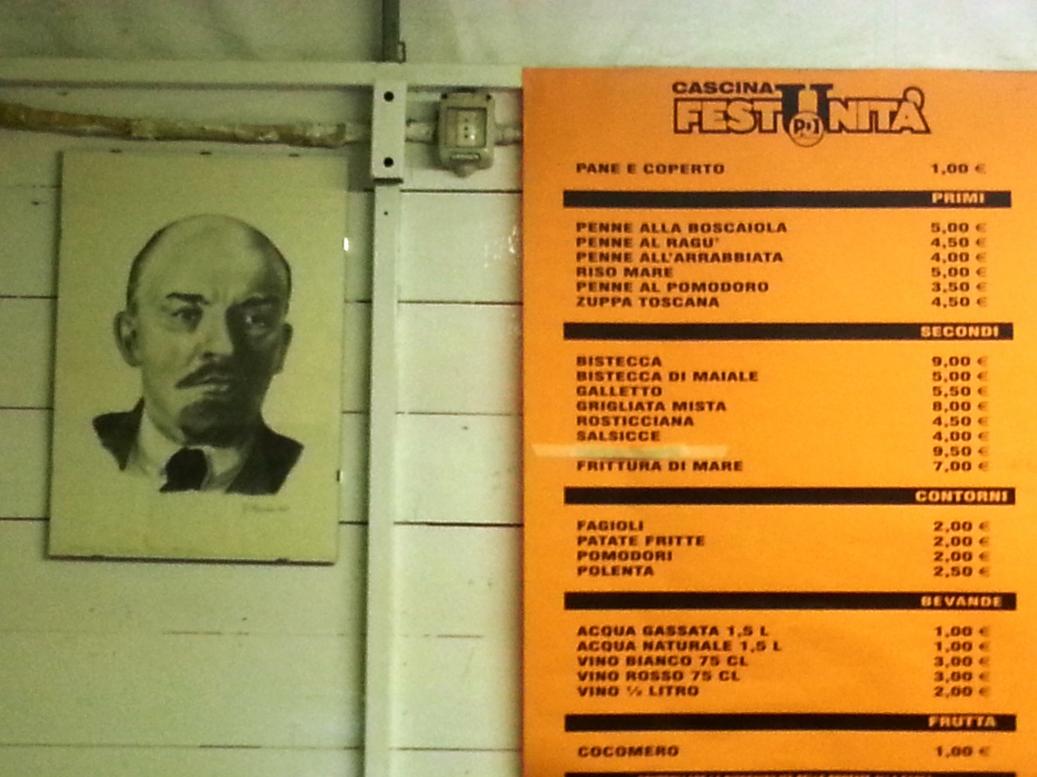 CASCINA
FESTUNITÀ
PD
PANE E COPERTO 1,00 €
PRIMI
PENNE ALLA BOSCAIOLA 5,00 €
PENNE AL RAGU' 4,50 €
PENNE ALL'ARRABBIATA 4,00 €
RISO MARE 5,00 €
PENNE AL POMODORO 3,50 €
ZUPPA TOSCANA 4,50 €
SECONDI
BISTECCA 9,00 €
BISTECCA DI MAIALE 5,00 €
GALLETTO 5,50 €
GRIGLIATA MISTA 8,00 €
ROSTICCIANA 4,50 €
SALSICCE 4,00 €
9,50 €
FRITTURA DI MARE 7,00 €
CONTORNI
FAGIOLI 2,00 €
PATATE FRITTE 2,00 €
POMODORI 2,00 €
POLENTA 2,50 €
BEVANDE
ACQUA GASSATA 1,5 L 1,00 €
ACQUA NATURALE 1,5 L 1,00 €
VINO BIANCO 75 CL 3,00 €
VINO ROSSO 75 CL 3,00 €
VINO ½ LITRO 2,00 €
FRUTTA
COCOMERO 1,00 €